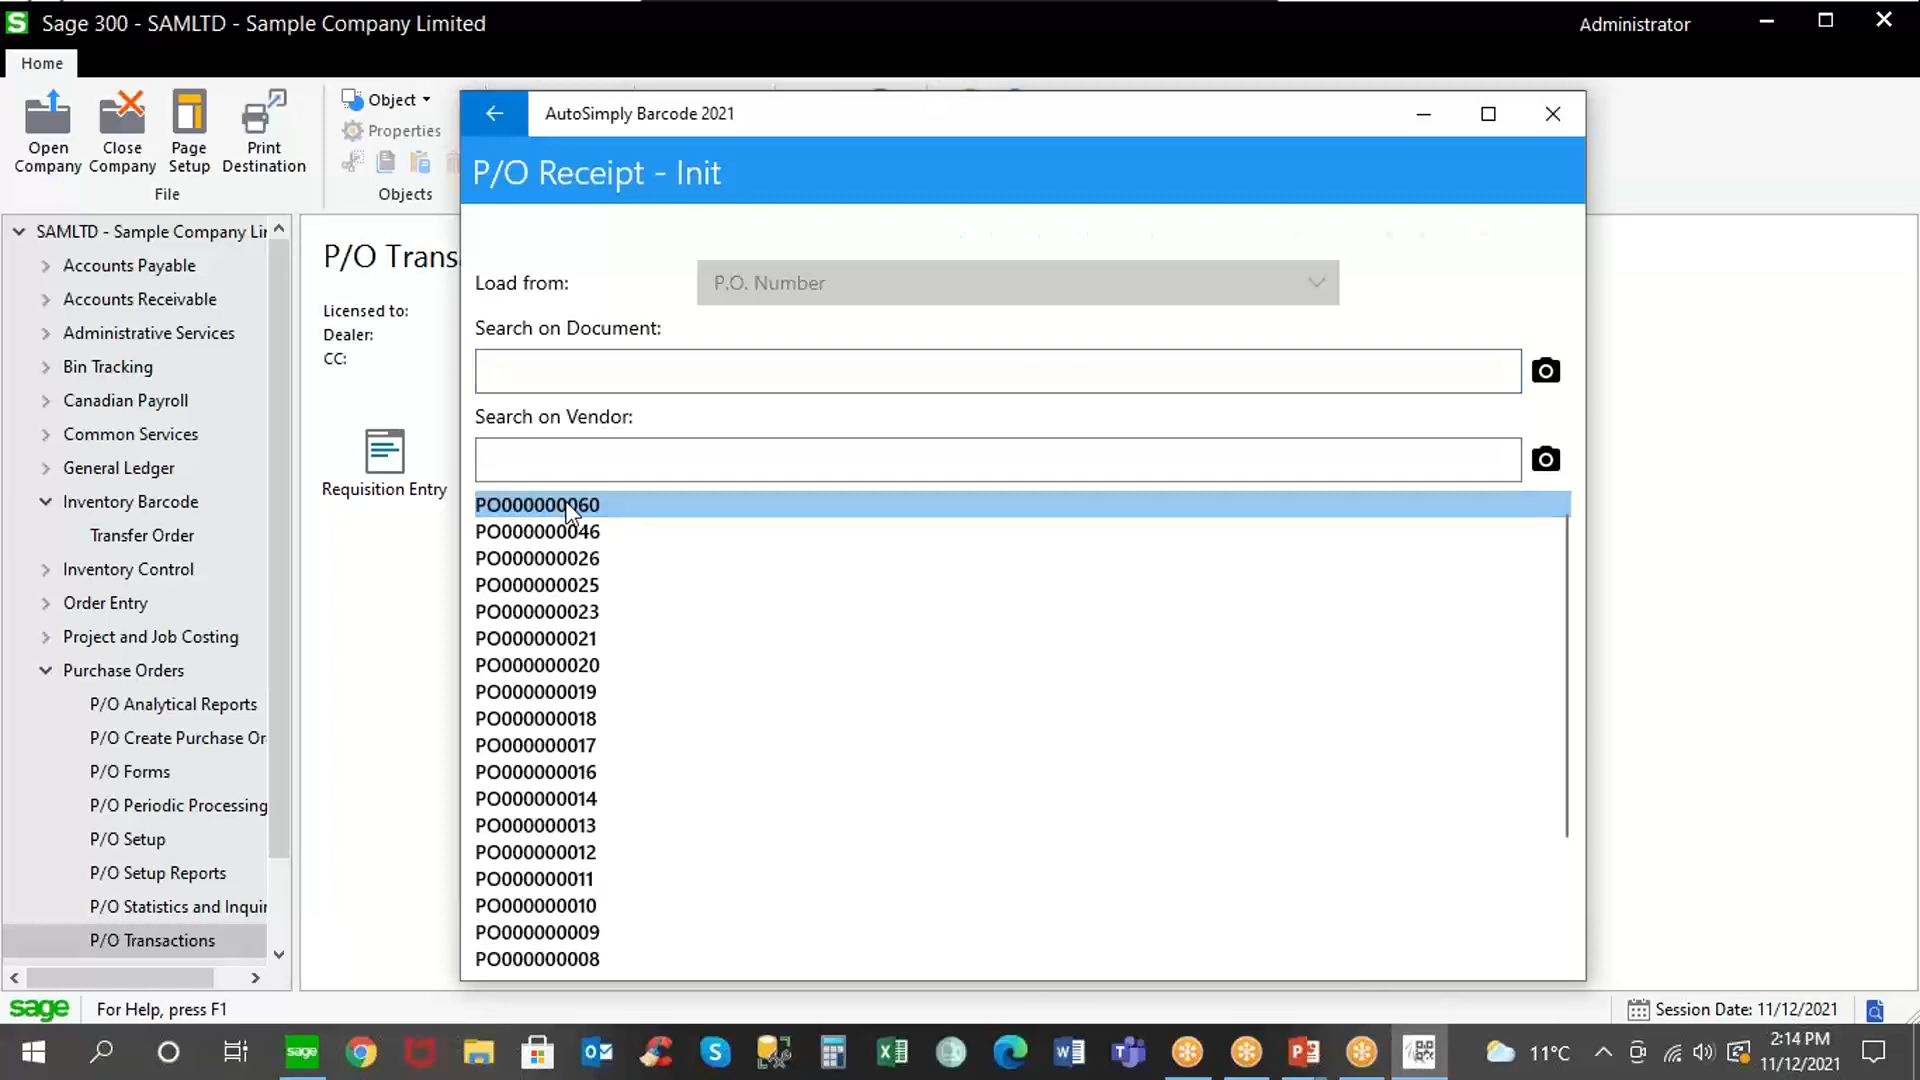 S Sage 300 - SAMLTD - Sample Company Limited
Administrator
Home
Open Company
Close Company
Page Setup
Print Destination
File
Object
Properties
Objects
AutoSimply Barcode 2021
P/O Receipt - Init
SAMLTD - Sample Company Lir
Accounts Payable
Accounts Receivable
Administrative Services
Bin Tracking
Canadian Payroll
Common Services
General Ledger
Inventory Barcode
Transfer Order
Inventory Control
Order Entry
Project and Job Costing
Purchase Orders
P/O Analytical Reports
P/O Create Purchase Or
P/O Forms
P/O Periodic Processing
P/O Setup
P/O Setup Reports
P/O Statistics and Inquir
P/O Transactions
P/O Trans
Licensed to:
Dealer:
CC:
Requisition Entry
Load from:
P.O. Number
Search on Document:
Search on Vendor:
PO000000060
PO000000046
PO000000026
PO000000025
PO000000023
PO000000021
PO000000020
PO000000019
PO000000018
PO000000017
PO000000016
PO000000014
PO000000013
PO000000012
PO000000011
PO000000010
PO000000009
PO000000008
sage
For Help, press F1
Session Date: 11/12/2021
sage
11°C
2:14 PM
11/12/2021